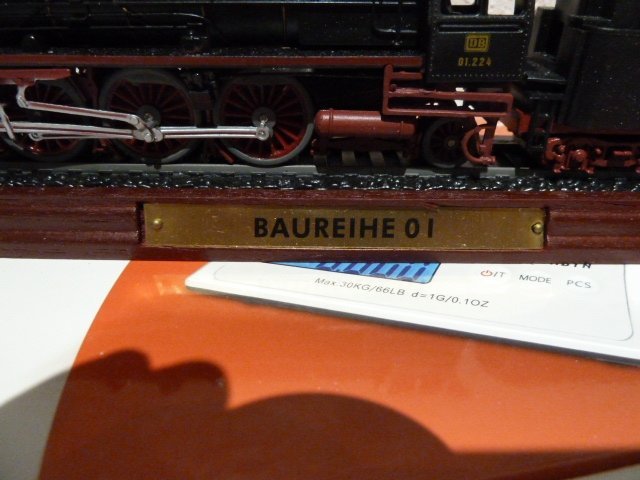 DB
01.224
BAUREIHE 01
⏻/T MODE PCS
Max.30KG/66LB d=1G/0.1OZ